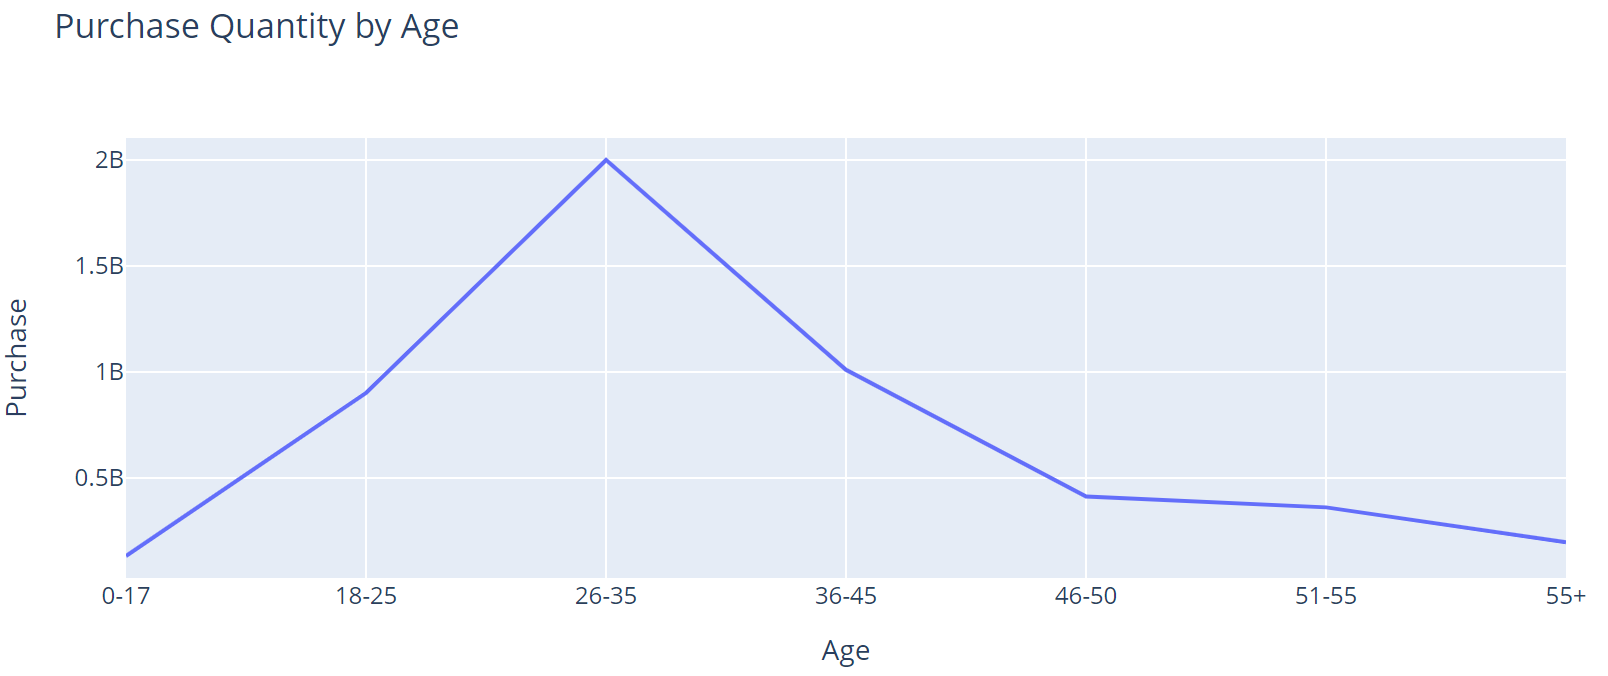 Purchase Quantity by Age
2B
1.5B
1B
0.5B
Purchase
0-17 18-25 26-35 36-45 46-50 51-55 55+
Age